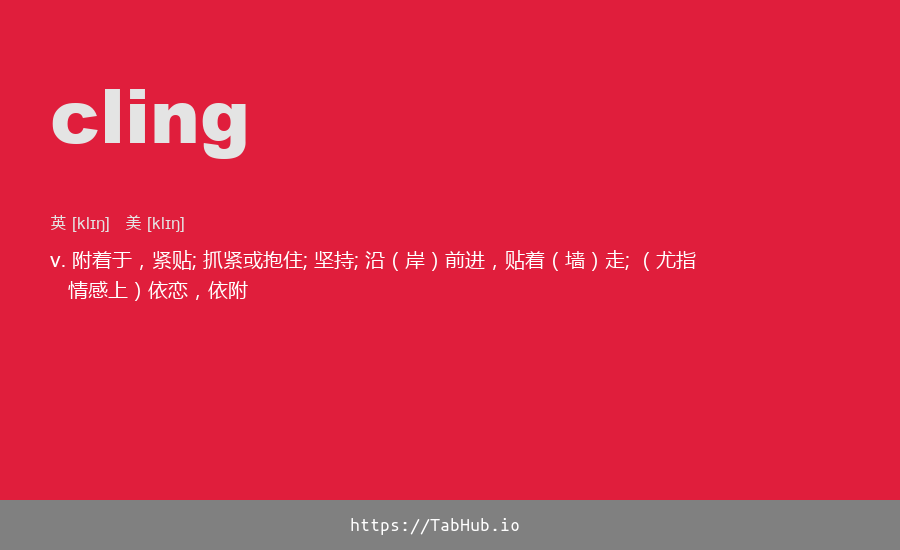 cling
英 [klɪŋ] 美 [klɪŋ]
v. 附着于，紧贴; 抓紧或抱住; 坚持; 沿（岸）前进，贴着（墙）走; （尤指
情感上）依恋，依附
https://TabHub.io